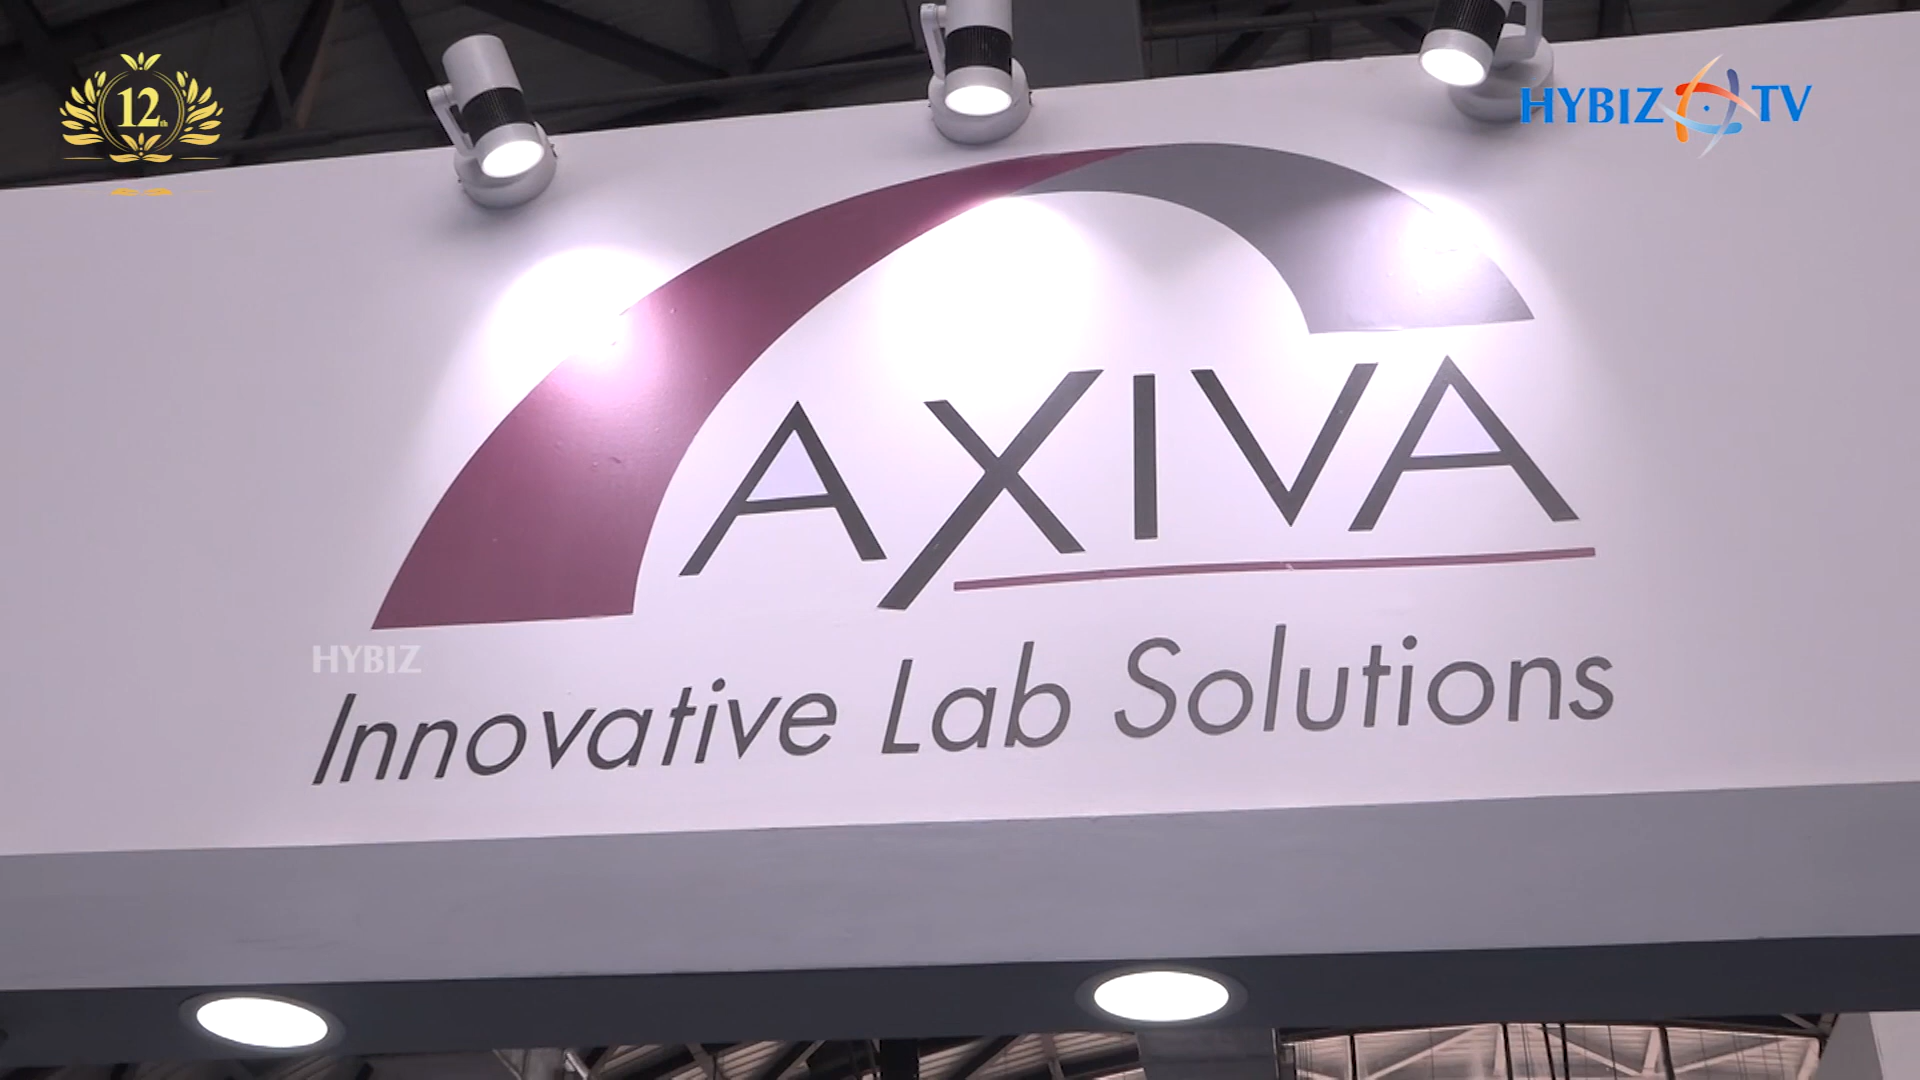 12th
HYBIZ TV
AXIVA
HYBIZ
Innovative Lab Solutions